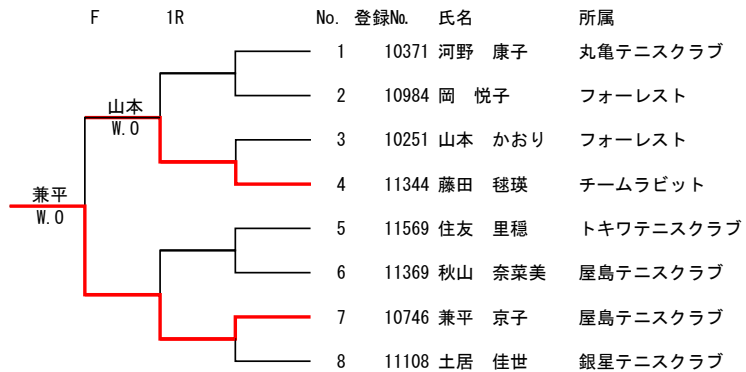 F 1R No. 登録No. 氏名 所属
1 10371 河野 康子 丸亀テニスクラブ
2 10984 岡 悦子 フォーレスト
山本
W.O
3 10251 山本 かおり フォーレスト
4 11344 藤田 毬瑛 チームラビット
兼平
W.O
5 11569 住友 里穏 トキワテニスクラブ
6 11369 秋山 奈菜美 屋島テニスクラブ
7 10746 兼平 京子 屋島テニスクラブ
8 11108 土居 佳世 銀星テニスクラブ